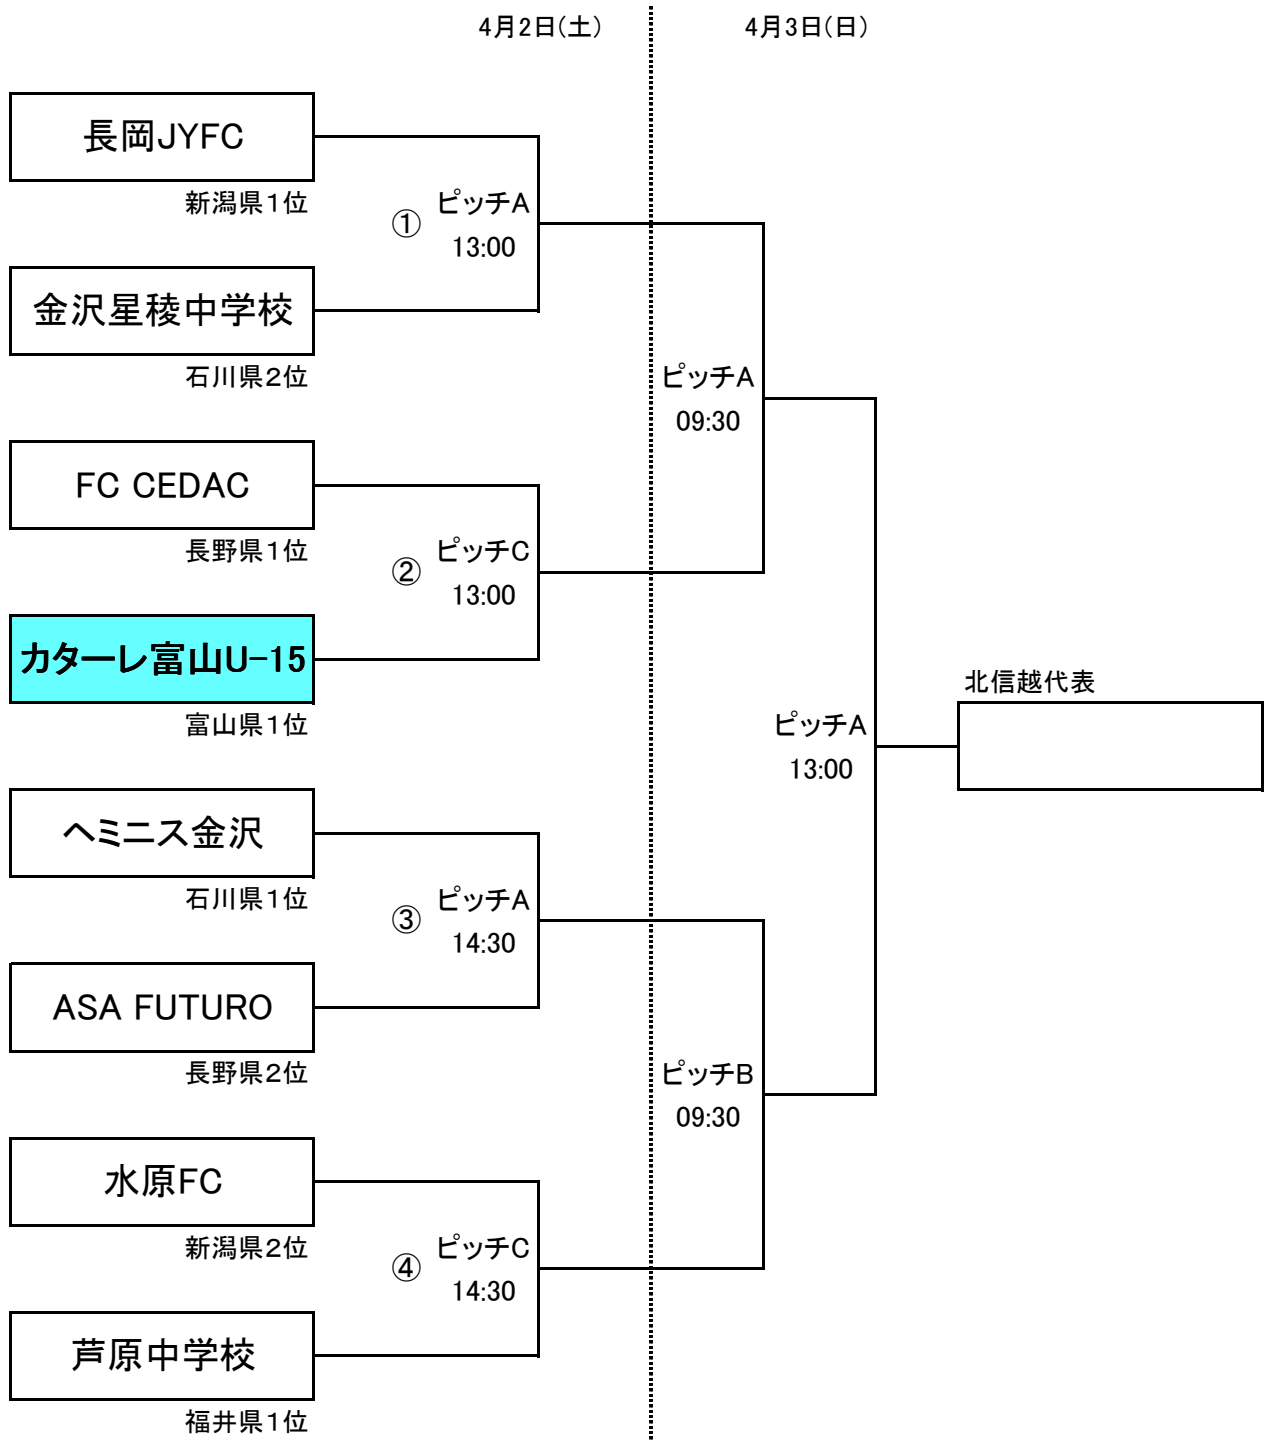 4月2日(土)
4月3日(日)
長岡JYFC
新潟県１位
① ピッチA
13:00
金沢星稜中学校
石川県２位
ピッチA
09:30
FC CEDAC
長野県１位
② ピッチC
13:00
カターレ富山U-15
富山県１位
北信越代表
ピッチA
13:00
ヘミニス金沢
石川県１位
③ ピッチA
14:30
ASA FUTURO
長野県２位
ピッチB
09:30
水原FC
新潟県２位
④ ピッチC
14:30
芦原中学校
福井県１位